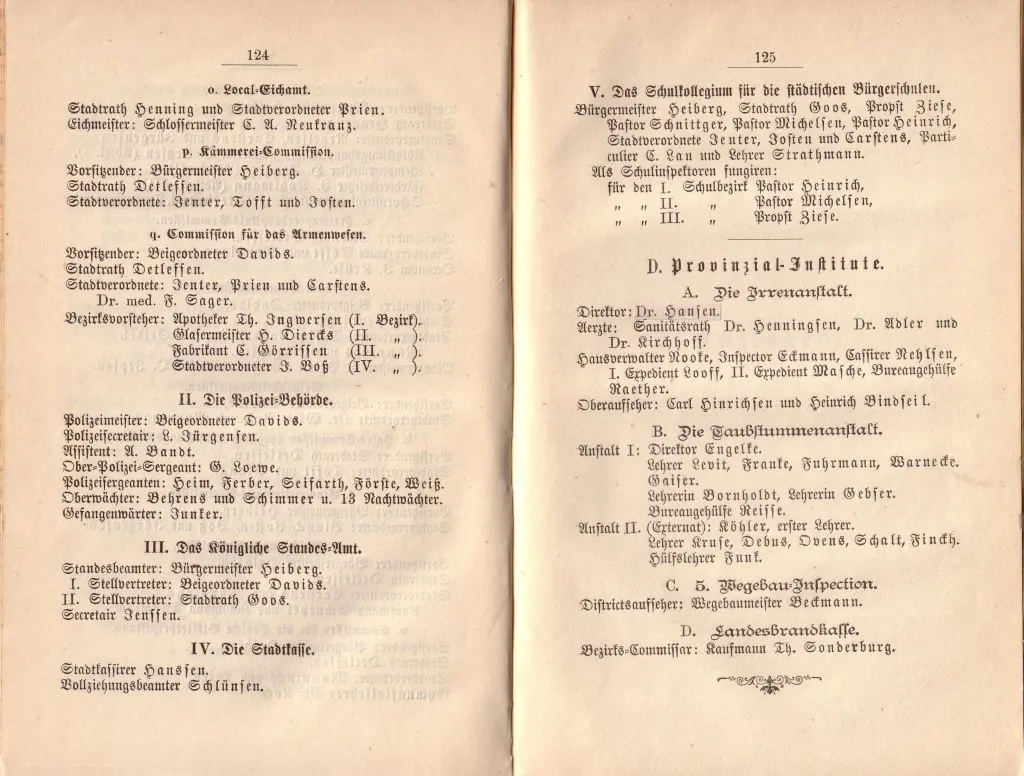 124
o. Local-Eichamt.
Stadtrath Henning und Stadtverordneter Prien.
Eichmeister: Schlossermeister C. A. Neukranz.
p. Kämmerei-Commission.
Vorsitzender: Bürgermeister Heiberg.
Stadtrath Detleffen.
Stadtverordnete: Jenter, Tofft und Josten.
q. Commission für das Armenwesen.
Vorsitzender: Beigeordneter Davids.
Stadtrath Detleffen.
Stadtverordnete: Jenter, Prien und Carstens.
Dr. med. F. Sager.
Bezirksvorsteher: Apotheker Th. Ingwersen (I. Bezirk).
Glasermeister H. Diercks (II. „ ).
Fabrikant C. Görrissen (III. „ ).
Stadtverordneter J. Voß (IV. „ ).
II. Die Polizei-Behörde.
Polizeimeister: Beigeordneter Davids.
Polizeisecretair: L. Jürgensen.
Assistent: A. Bandt.
Ober-Polizei-Sergeant: G. Loewe.
Polizeisergeanten: Heim, Ferber, Seifarth, Förste, Weiß.
Oberwächter: Behrens und Schimmer u. 13 Nachtwächter.
Gefangenwärter: Junker.
III. Das Königliche Standes-Amt.
Standesbeamter: Bürgermeister Heiberg.
I. Stellvertreter: Beigeordneter Davids.
II. Stellvertreter: Stadtrath Goos.
Secretair Jenssen.
IV. Die Stadtkasse.
Stadtkassirer Hanssen.
Vollziehungsbeamter Schlünsen.
125
V. Das Schulkollegium für die städtischen Bürgerschulen.
Bürgermeister Heiberg, Stadtrath Goos, Propst Ziese,
Pastor Schnittger, Pastor Michelsen, Pastor Heinrich,
Stadtverordnete Jenter, Josten und Carstens, Parti-
culier C. Lau und Lehrer Strathmann.
Als Schulinspektoren fungiren:
für den I. Schulbezirk Pastor Heinrich,
„ „ II. „ Pastor Michelsen,
„ „ III. „ Propst Ziese.
D. Provinzial-Institute.
A. Die Irrenanstalt.
Direktor: Dr. Hansen.
Aerzte: Sanitätsrath Dr. Henningsen, Dr. Adler und
Dr. Kirchhoff.
Hausverwalter Nooke, Inspector Eckmann, Cassirer Nehlsen,
I. Expedient Looff, II. Expedient Masche, Bureaugehülfe
Raether.
Oberaufseher: Carl Hinrichsen und Heinrich Bindseil.
B. Die Taubstummenanstalt.
Anstalt I: Direktor Engelke.
Lehrer Levit, Franke, Fuhrmann, Warnecke.
Gaiser.
Lehrerin Bornholdt, Lehrerin Gebser.
Bureaugehülfe Reisse.
Anstalt II. (Externat): Köhler, erster Lehrer.
Lehrer Kruse, Debus, Ovens, Schalt, Finckh.
Hülfslehrer Funk.
C. 5. Wegebau-Inspection.
Districtsaufseher: Wegebaumeister Beckmann.
D. Landesbrandkasse.
Bezirks-Commissar: Kaufmann Th. Sonderburg.